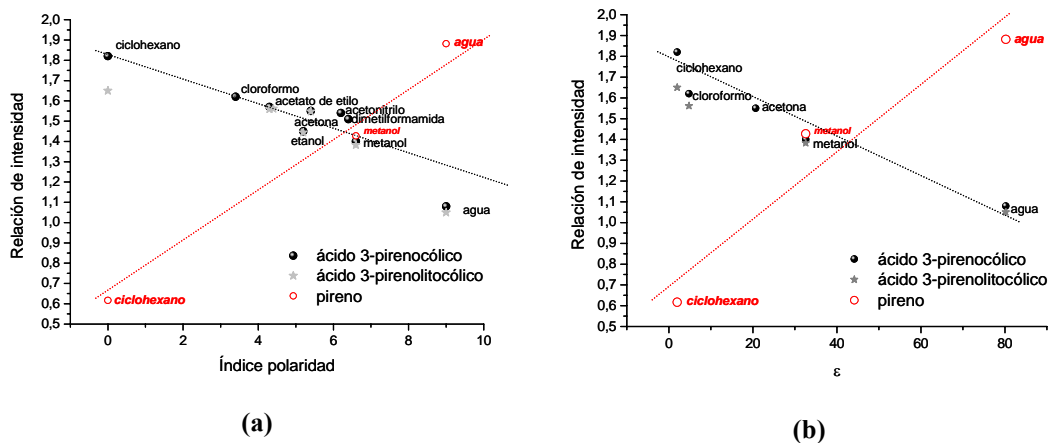 2,0
1,9
1,8
1,7
1,6
1,5
1,4
1,3
1,2
1,1
1,0
0,9
0,8
0,7
0,6
0,5
Relación de intensidad
ciclohexano
agua
cloroformo
acetato de etilo
acetonitrilo
dimetilformamida
acetona
metanol
etanol
metanol
agua
ácido 3-pirenocólico
ácido 3-pirenolitocólico
pireno
ciclohexano
0 2 4 6 8 10
Índice polaridad
(a)
2,0
1,9
1,8
1,7
1,6
1,5
1,4
1,3
1,2
1,1
1,0
0,9
0,8
0,7
0,6
0,5
Relación de intensidad
agua
ciclohexano
cloroformo
acetona
metanol
metanol
agua
ácido 3-pirenocólico
ácido 3-pirenolitocólico
pireno
ciclohexano
0 20 40 60 80
ε
(b)